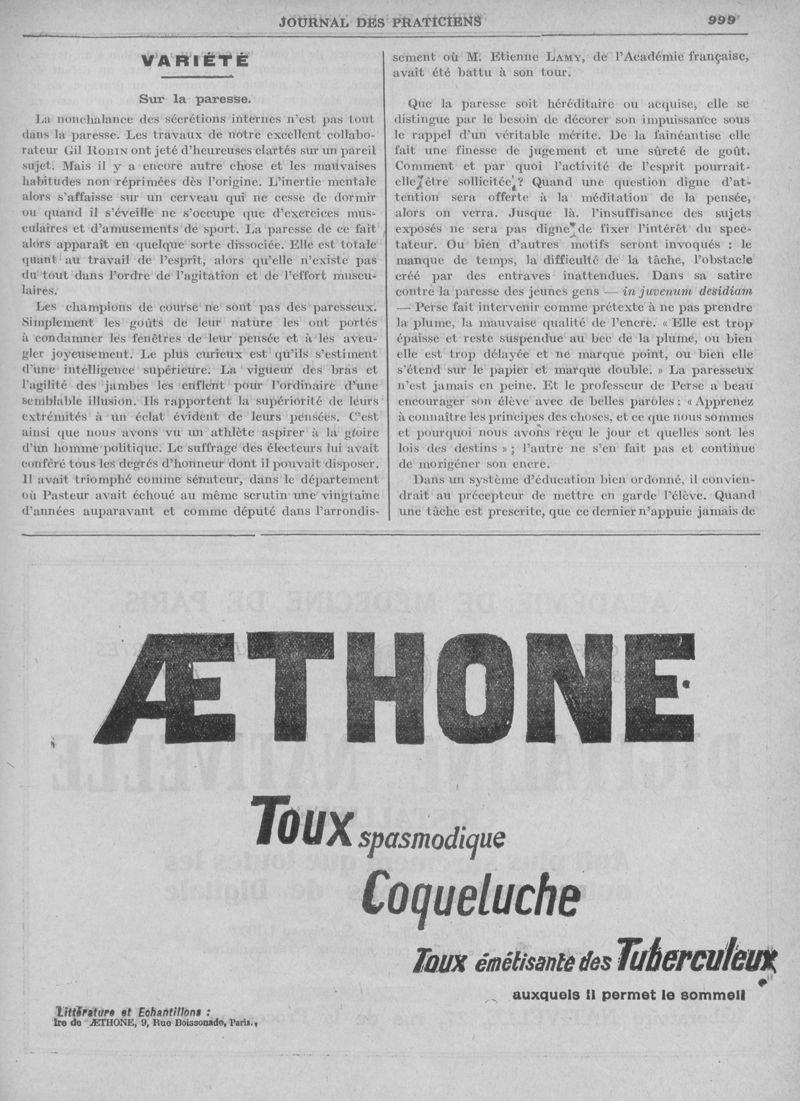 JOURNAL DES PRATICIENS 999
VARIÉTÉ
Sur la paresse.
La nonchalance des sécrétions internes n'est pas tout
dans la paresse. Les travaux de notre excellent collabo-
rateur Gil ROBIN ont jeté d'heureuses clartés sur un pareil
sujet. Mais il y a encore autre chose et les mauvaises
habitudes non réprimées dès l'origine. L'inertie mentale
alors s'affaisse sur un cerveau qui ne cesse de dormir
ou quand il s'éveille ne s'occupe que d'exercices mus-
culaires et d'amusements de sport. La paresse de ce fait
alors apparaît en quelque sorte dissociée. Elle est totale
quant au travail de l'esprit, alors qu'elle n'existe pas
du tout dans l'ordre de l'agitation et de l'effort muscu-
laires.
Les champions de course ne sont pas des paresseux.
Simplement les goûts de leur nature les ont portés
à condamner les fenêtres de leur pensée et à les aveu-
gler joyeusement. Le plus curieux est qu'ils s'estiment
d'une intelligence supérieure. La vigueur des bras et
l'agilité des jambes les enflent pour l'ordinaire d'une
semblable illusion. Ils rapportent la supériorité de leurs
extrémités à un éclat évident de leurs pensées. C'est
ainsi que nous avons vu un athlète aspirer à la gloire
d'un homme politique. Le suffrage des électeurs lui avait
conféré tous les degrés d'honneur dont il pouvait disposer.
Il avait triomphé comme sénateur, dans le département
où Pasteur avait échoué au même scrutin une vingtaine
d'années auparavant et comme député dans l'arrondis-
sement où M. Etienne LAMY, de l'Académie française,
avait été battu à son tour.
Que la paresse soit héréditaire ou acquise, elle se
distingue par le besoin de décorer son impuissance sous
le rappel d'un véritable mérite. De la fainéantise elle
fait une finesse de jugement et une sûreté de goût.
Comment et par quoi l'activité de l'esprit pourrait-
elle être sollicitée ? Quand une question digne d'at-
tention sera offerte à la méditation de la pensée,
alors on verra. Jusque là. l'insuffisance des sujets
exposés ne sera pas digne de fixer l'intérêt du spec-
tateur. Ou bien d'autres motifs seront invoqués : le
manque de temps, la difficulté de la tâche, l'obstacle
créé par des entraves inattendues. Dans sa satire
contre la paresse des jeunes gens — in juvenum desidiam
— Perse fait intervenir comme prétexte à ne pas prendre
la plume, la mauvaise qualité de l'encre. « Elle est trop
épaisse et reste suspendue au bec de la plume, ou bien
elle est trop délayée et ne marque point, ou bien elle
s'étend sur le papier et marque double. » La paresseux
n'est jamais en peine. Et le professeur de Perse a beau
encourager son élève avec de belles paroles : « Apprenez
à connaître les principes des choses, et ce que nous sommes
et pourquoi nous avons reçu le jour et quelles sont les
lois des destins » ; l'autre ne s'en fait pas et continue
de morigéner son encre.
Dans un système d'éducation bien ordonné, il convien-
drait au précepteur de mettre en garde l'élève. Quand
une tâche est prescrite, que ce dernier n'appuie jamais de
ÆTHONE
Toux spasmodique
Coqueluche
Toux émétisante des Tuberculeux
auxquels il permet le sommeil
Littérature et Echantillons :
Ire de ÆTHONE, 9, Rue Boissonade, Paris.